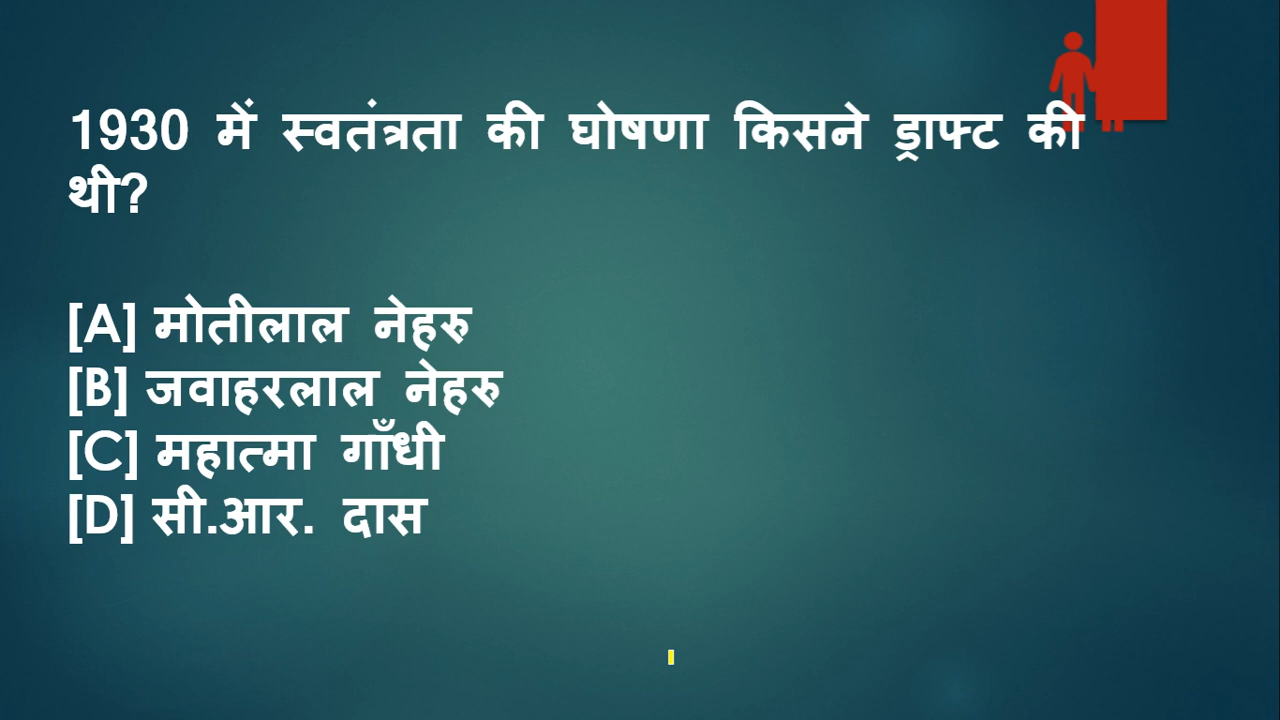 1930 में स्वतंत्रता की घोषणा किसने ड्राफ्ट की
थी?
[A] मोतीलाल नेहरु
[B] जवाहरलाल नेहरु
[C] महात्मा गाँधी
[D] सी.आर. दास